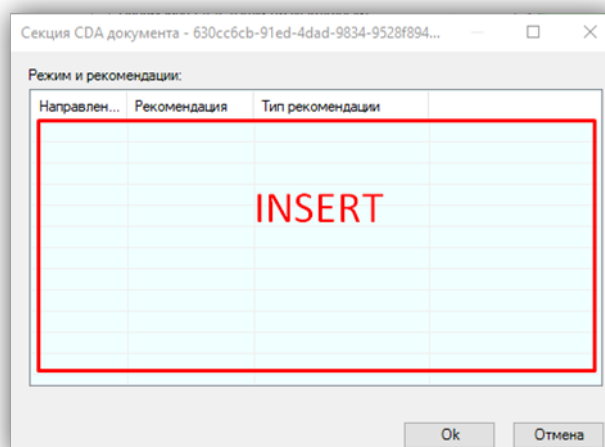 Секция CDA документа - 630cc6cb-91ed-4dad-9834-9528f894...
Режим и рекомендации:
Направлен... Рекомендация Тип рекомендации
INSERT
Ok Отмена